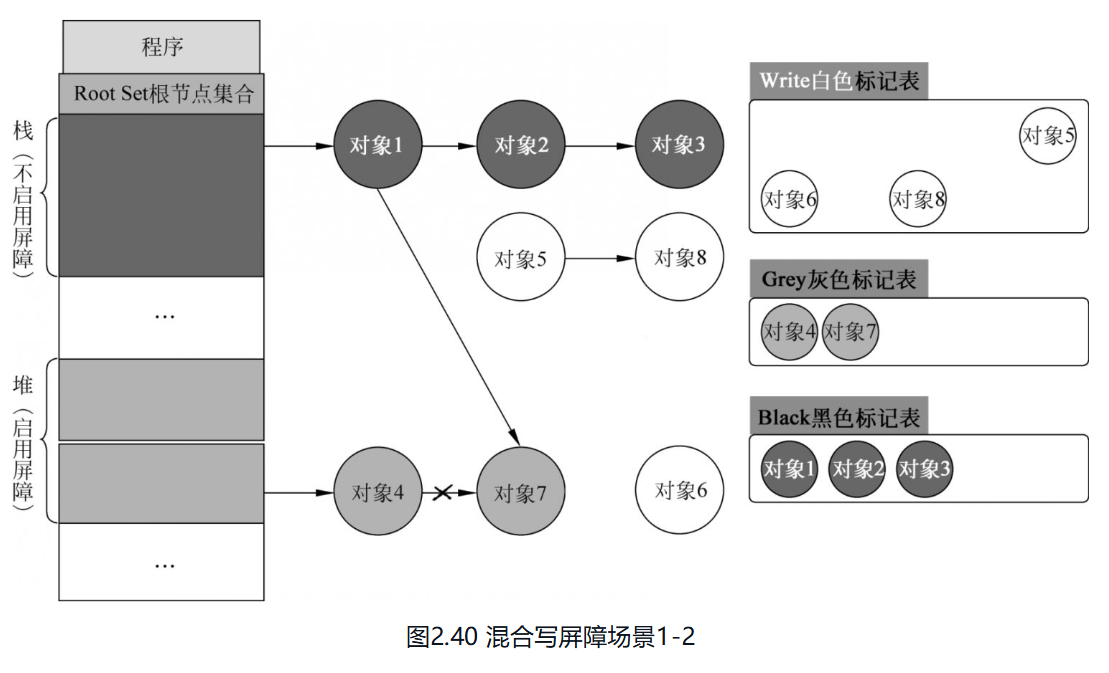 程序
Root Set根节点集合
栈（不启用屏障）
...
堆（启用屏障）
...
对象1
对象2
对象3
对象5
对象8
对象4
对象7
对象6
Write白色标记表
对象5
对象6
对象8
Grey灰色标记表
对象4
对象7
Black黑色标记表
对象1
对象2
对象3
图2.40 混合写屏障场景1-2